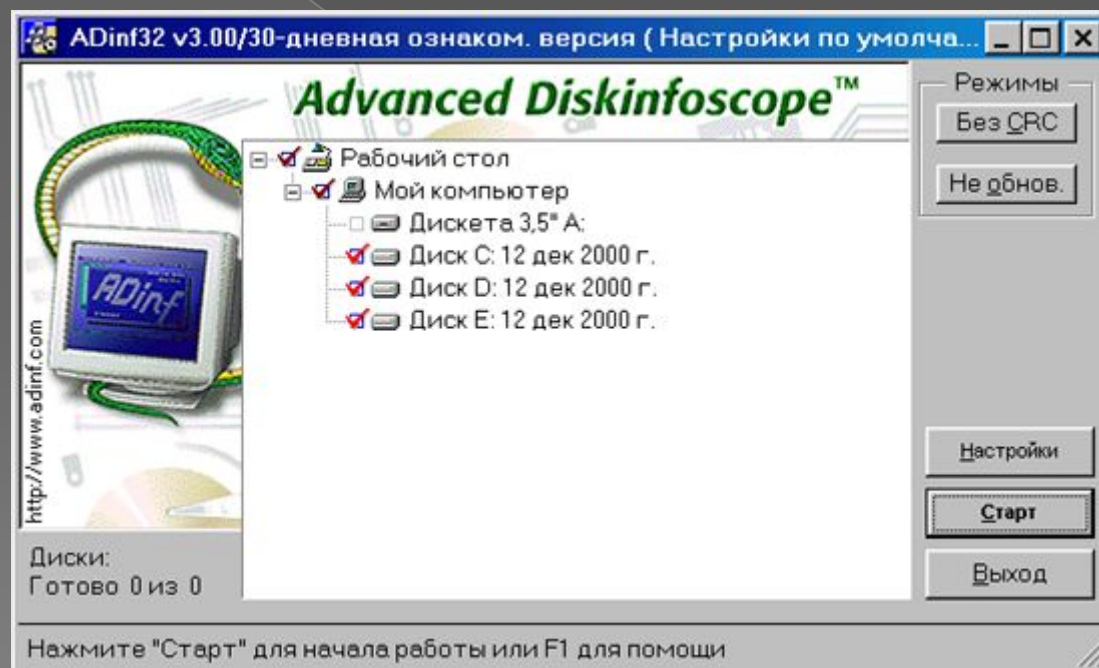 ADinf32 v3.00/30-дневная ознаком. версия ( Настройки по умолча...
Advanced Diskinfoscope™
Рабочий стол
Мой компьютер
Дискета 3,5" A:
Диск C: 12 дек 2000 г.
Диск D: 12 дек 2000 г.
Диск E: 12 дек 2000 г.
ADinf
http://www.adinf.com
Режимы
Без CRC
Не обнов.
Настройки
Старт
Выход
Диски:
Готово 0 из 0
Нажмите "Старт" для начала работы или F1 для помощи